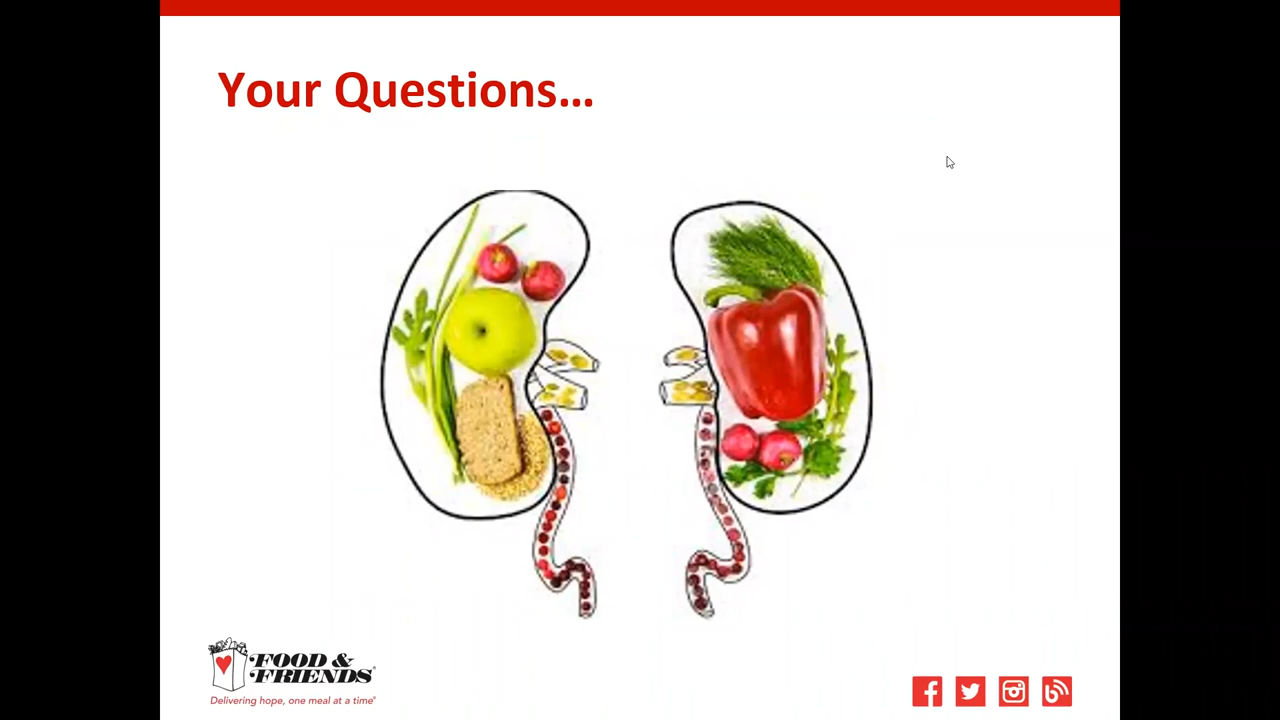 Your Questions...
FOOD &
FRIENDS®
Delivering hope, one meal at a time®